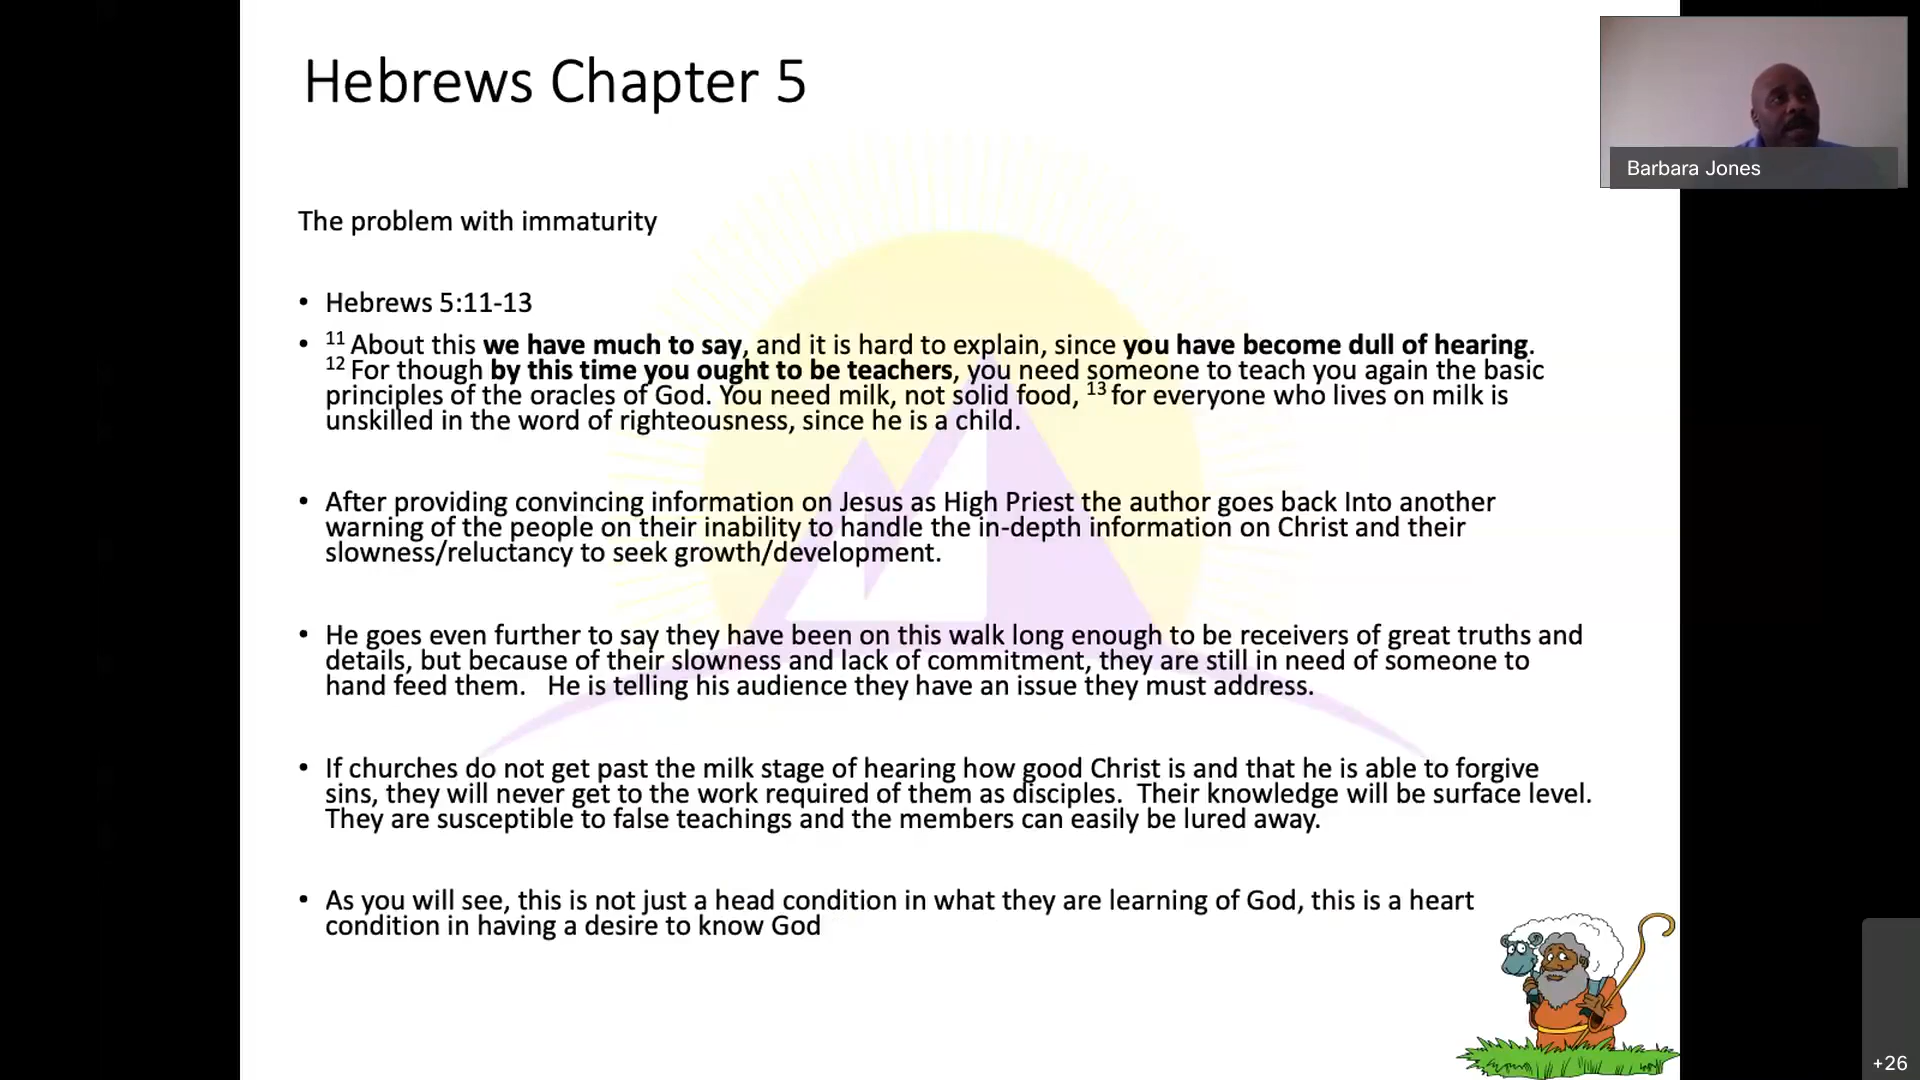 Hebrews Chapter 5
Barbara Jones
The problem with immaturity
• Hebrews 5:11-13
• ¹¹ About this we have much to say, and it is hard to explain, since you have become dull of hearing.
¹² For though by this time you ought to be teachers, you need someone to teach you again the basic
principles of the oracles of God. You need milk, not solid food, ¹³ for everyone who lives on milk is
unskilled in the word of righteousness, since he is a child.
• After providing convincing information on Jesus as High Priest the author goes back Into another
warning of the people on their inability to handle the in-depth information on Christ and their
slowness/reluctancy to seek growth/development.
• He goes even further to say they have been on this walk long enough to be receivers of great truths and
details, but because of their slowness and lack of commitment, they are still in need of someone to
hand feed them.   He is telling his audience they have an issue they must address.
• If churches do not get past the milk stage of hearing how good Christ is and that he is able to forgive
sins, they will never get to the work required of them as disciples.  Their knowledge will be surface level.
They are susceptible to false teachings and the members can easily be lured away.
• As you will see, this is not just a head condition in what they are learning of God, this is a heart
condition in having a desire to know God
+26